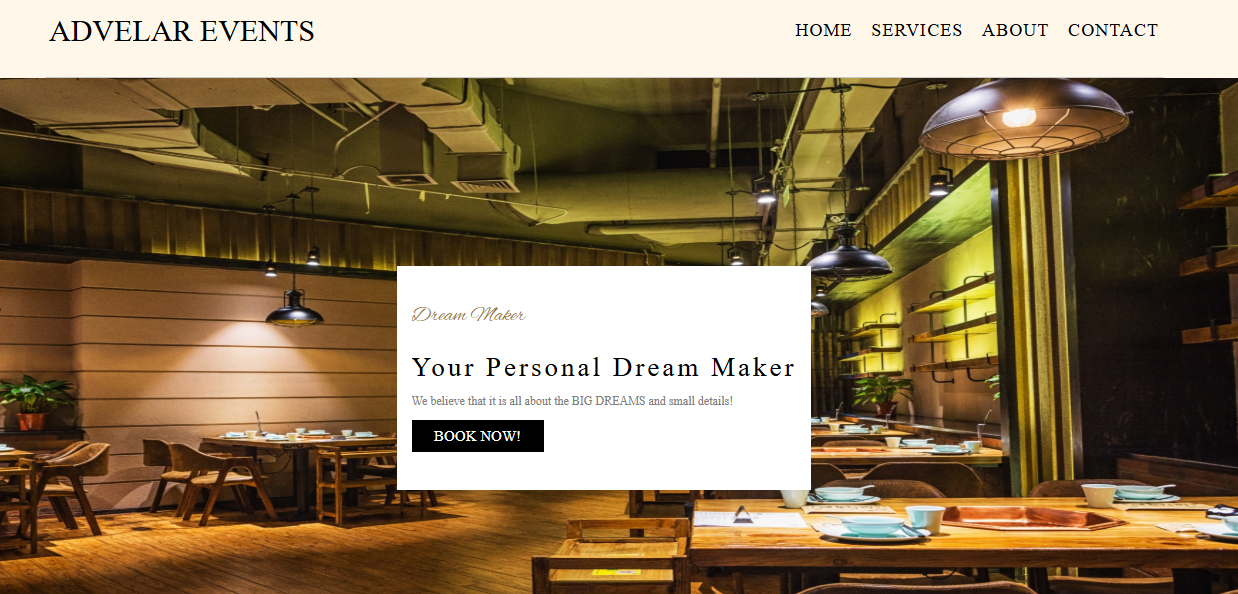 ADVELAR EVENTS
HOME SERVICES ABOUT CONTACT
Dream Maker
Your Personal Dream Maker
We believe that it is all about the BIG DREAMS and small details!
BOOK NOW!